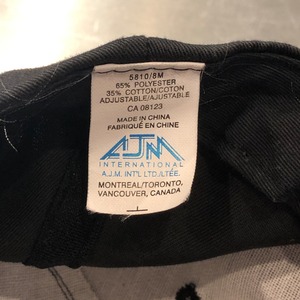 5810/8M
65% POLYESTER
35% COTTON/COTON
ADJUSTABLE/AJUSTABLE
CA 08123
MADE IN CHINA
FABRIQUÉ EN CHINE
AJM
INTERNATIONAL
A.J.M. INT'L LTD./LTÉE.
MONTREAL/TORONTO,
VANCOUVER, CANADA